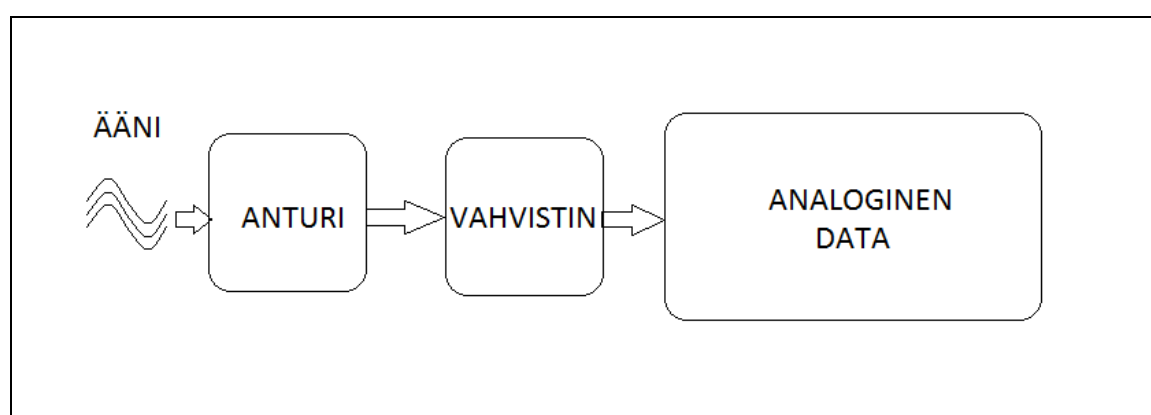 ÄÄNI
ANTURI
VAHVISTIN
ANALOGINEN
DATA